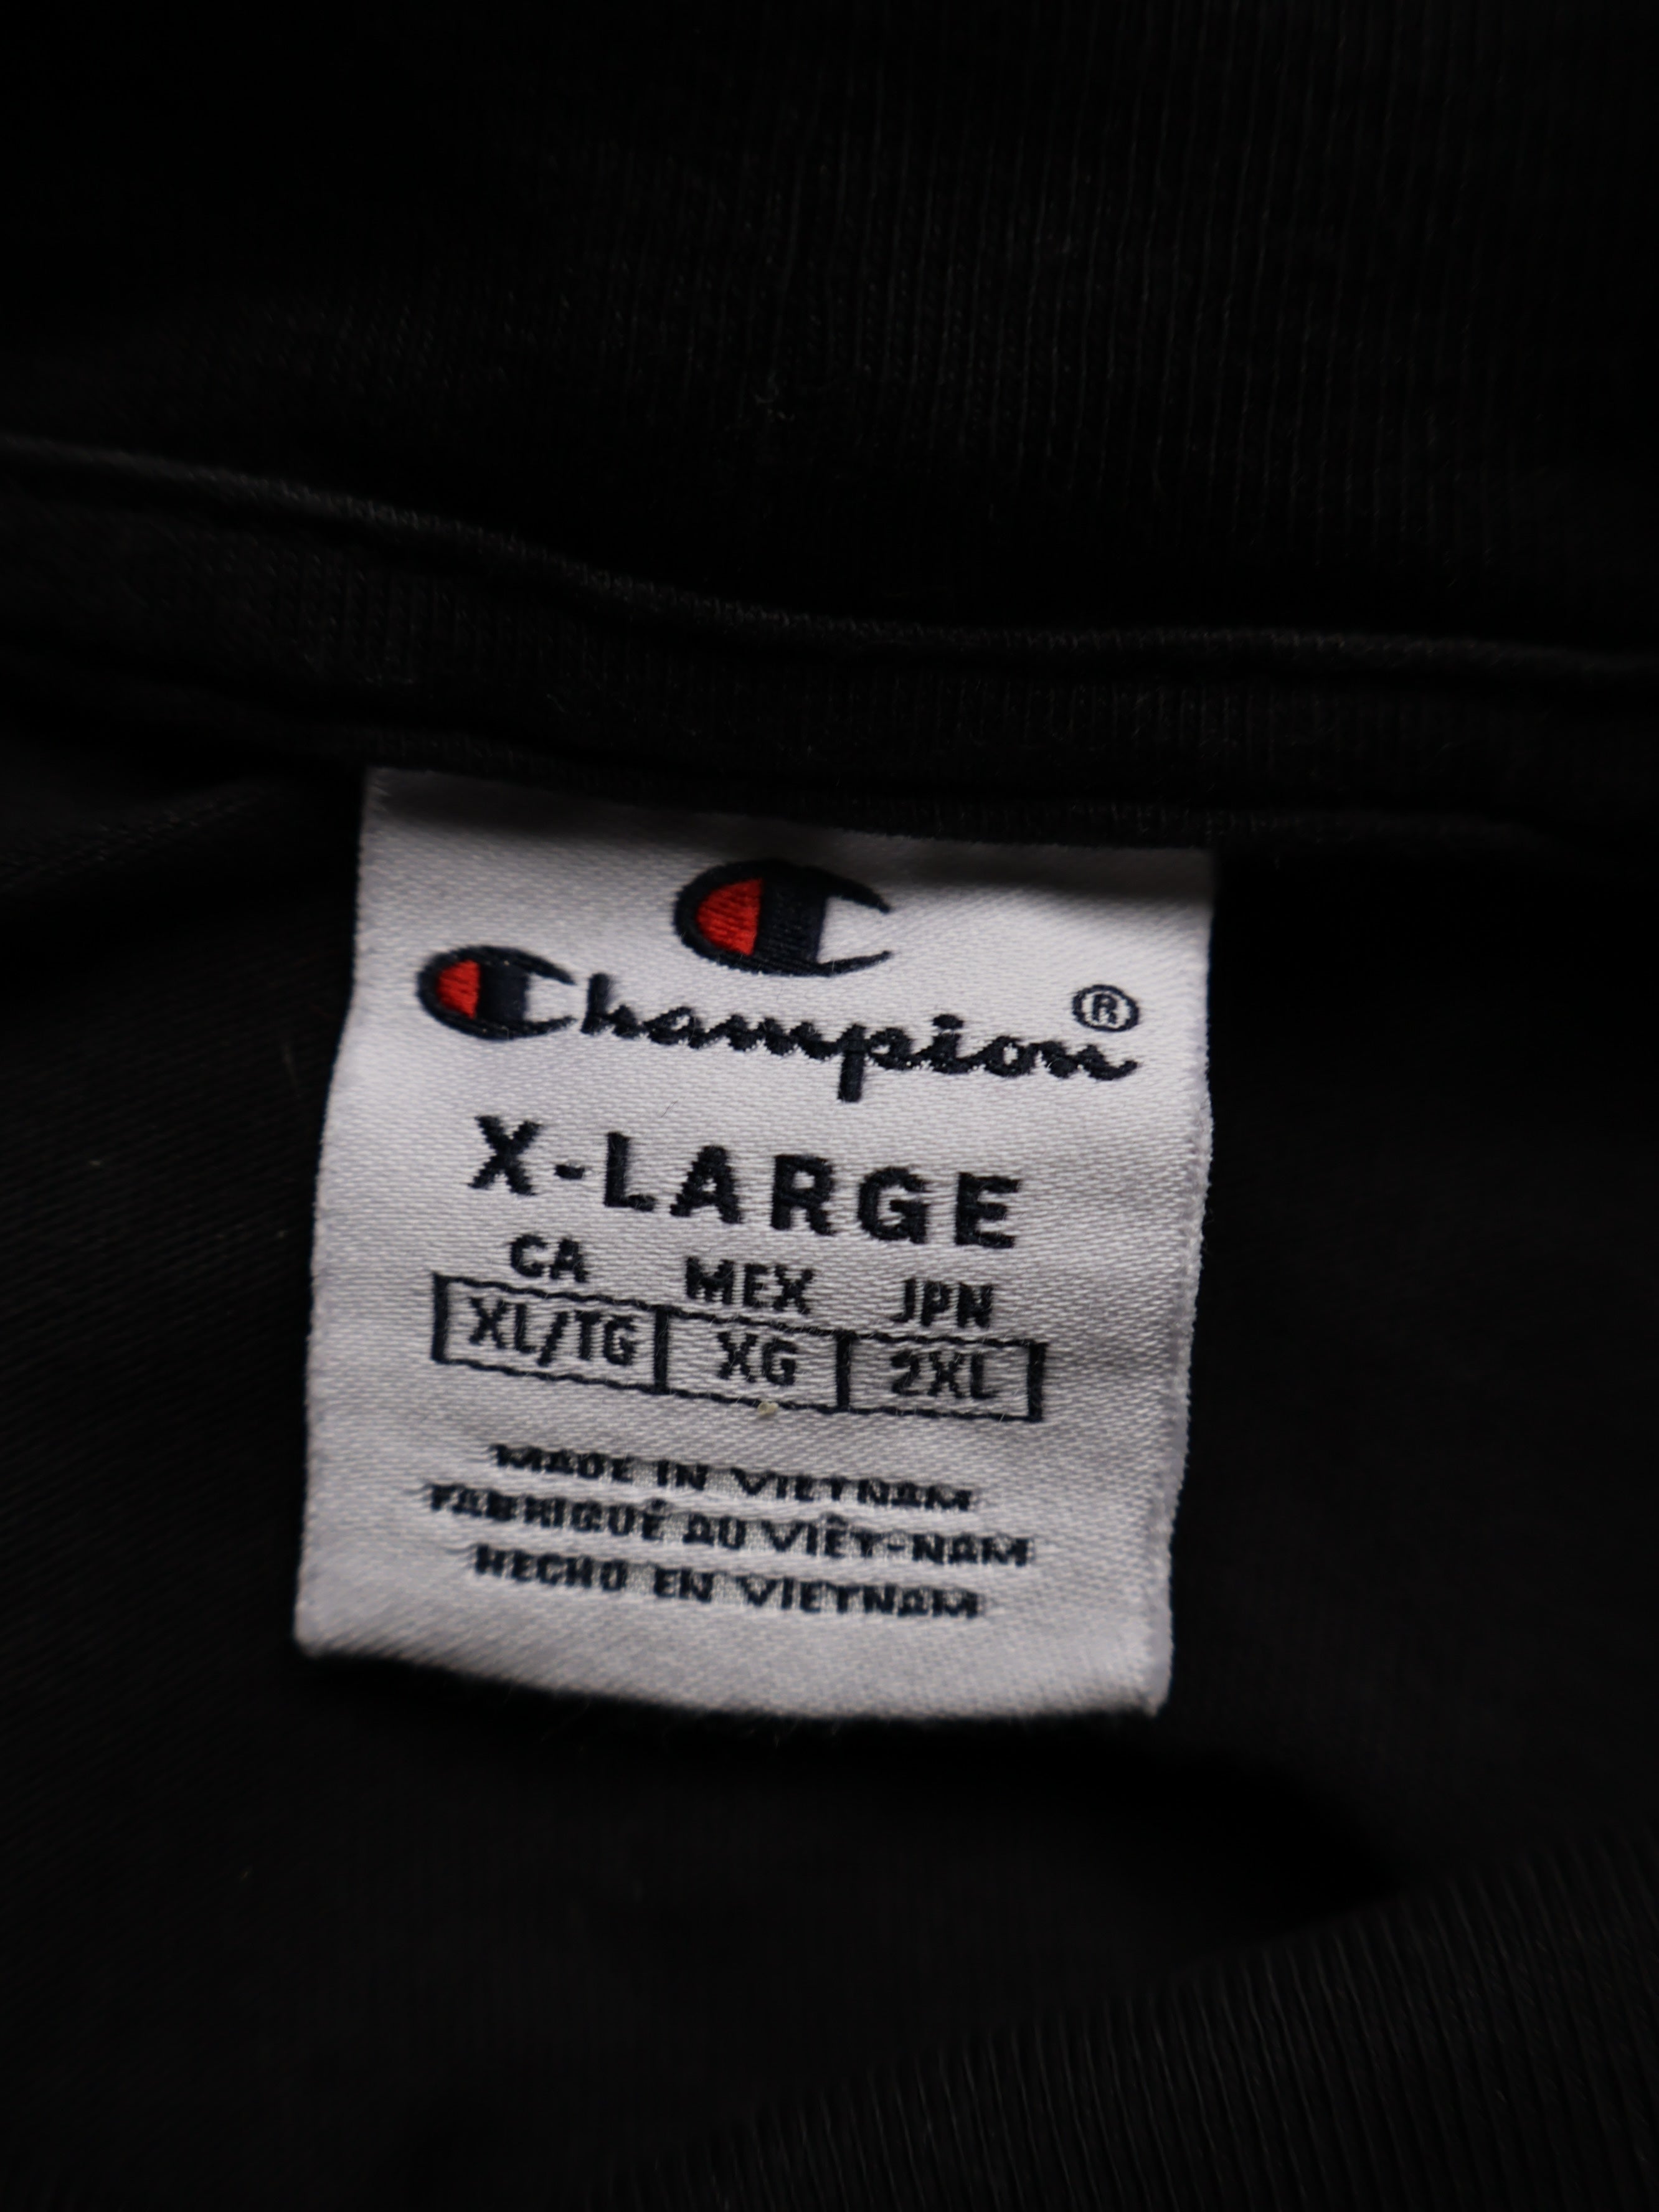 Champion®
X-LARGE
CA MEX JPN
XL/TG XG 2XL
MADE IN VIETNAM
FABRIQUÉ AU VIÊT-NAM
HECHO EN VIETNAM